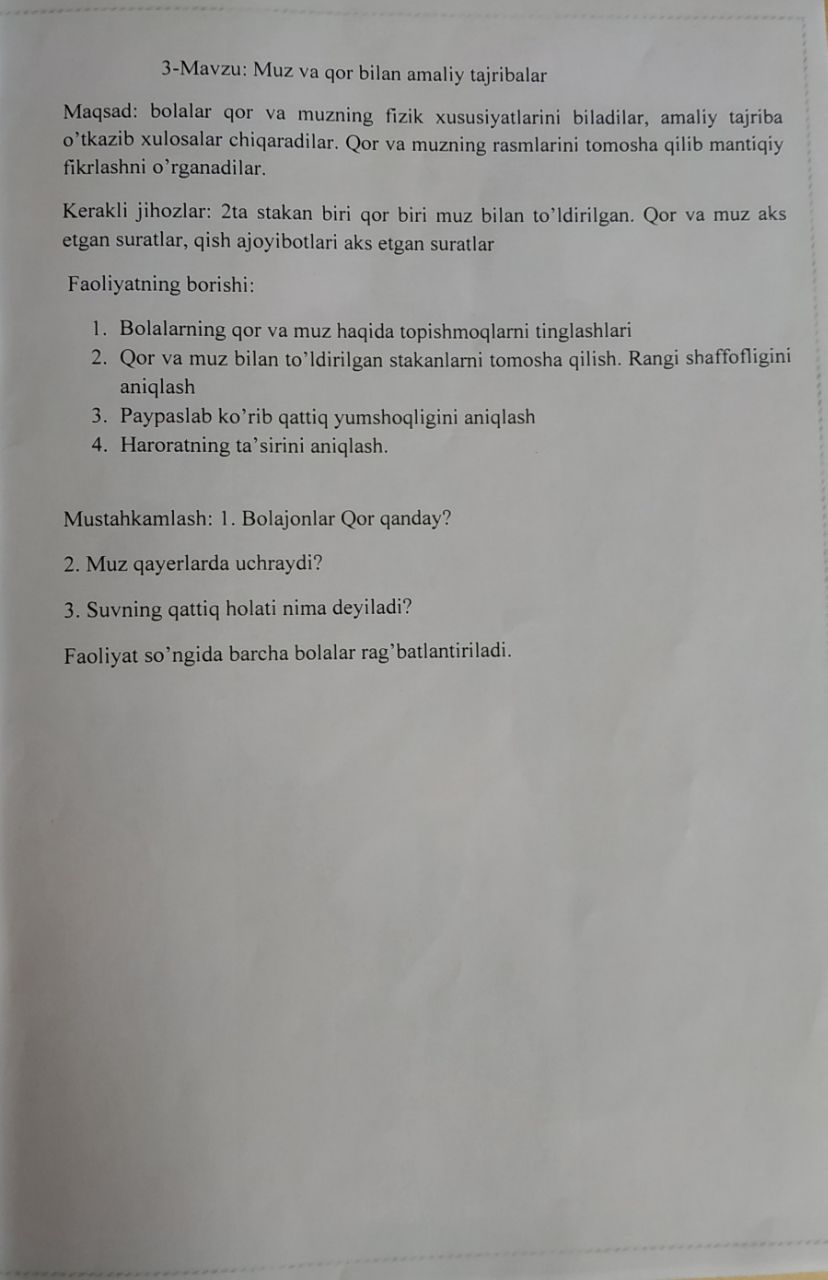 3-Mavzu: Muz va qor bilan amaliy tajribalar
Maqsad: bolalar qor va muzning fizik xususiyatlarini biladilar, amaliy tajriba
o’tkazib xulosalar chiqaradilar. Qor va muzning rasmlarini tomosha qilib mantiqiy
fikrlashni o’rganadilar.
Kerakli jihozlar: 2ta stakan biri qor biri muz bilan to’ldirilgan. Qor va muz aks
etgan suratlar, qish ajoyibotlari aks etgan suratlar
Faoliyatning borishi:
1. Bolalarning qor va muz haqida topishmoqlarni tinglashlari
2. Qor va muz bilan to’ldirilgan stakanlarni tomosha qilish. Rangi shaffofligini
aniqlash
3. Paypaslab ko’rib qattiq yumshoqligini aniqlash
4. Haroratning ta’sirini aniqlash.
Mustahkamlash: 1. Bolajonlar Qor qanday?
2. Muz qayerlarda uchraydi?
3. Suvning qattiq holati nima deyiladi?
Faoliyat so’ngida barcha bolalar rag’batlantiriladi.